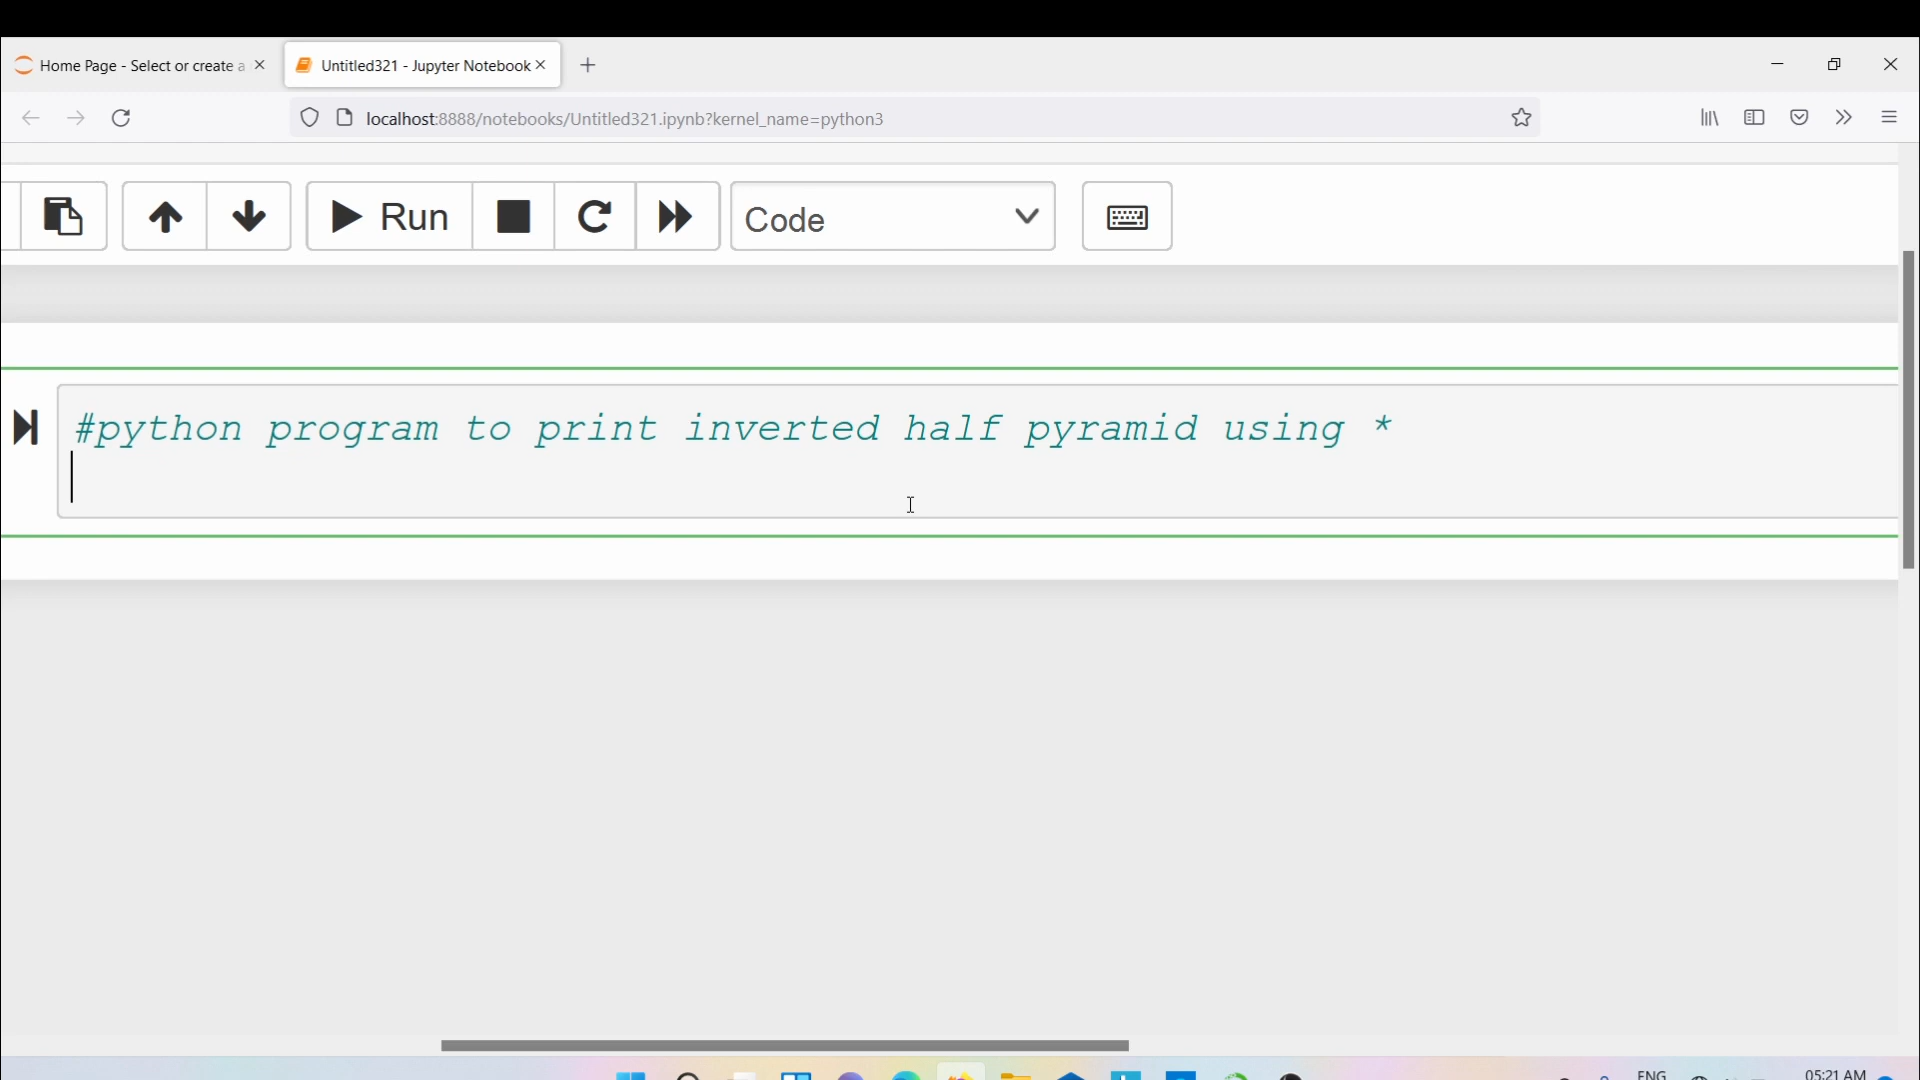 Home Page - Select or create a
Untitled321 - Jupyter Notebook
localhost:8888/notebooks/Untitled321.ipynb?kernel_name=python3
Run
Code
#python program to print inverted half pyramid using *
ENG
05:21 AM